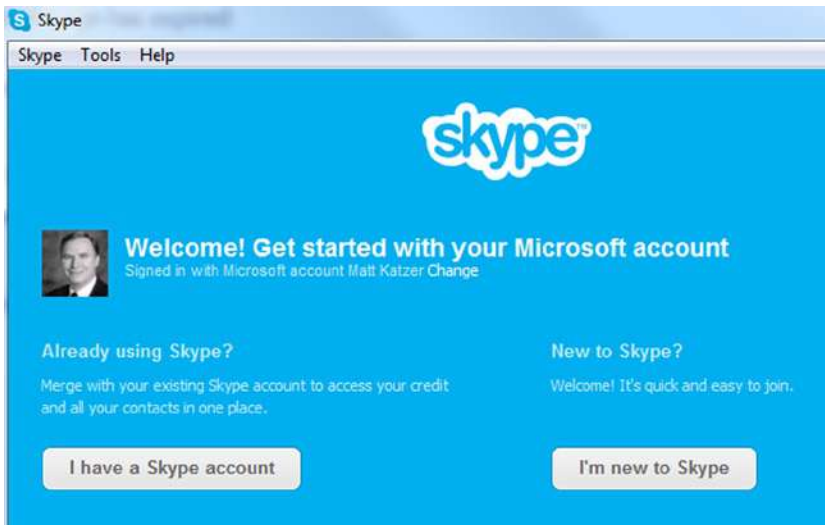 Skype
Skype Tools Help
skype™
Welcome! Get started with your Microsoft account
Signed in with Microsoft account Matt Katzer Change
Already using Skype?
Merge with your existing Skype account to access your credit
and all your contacts in one place.
I have a Skype account
New to Skype?
Welcome! It's quick and easy to join.
I'm new to Skype